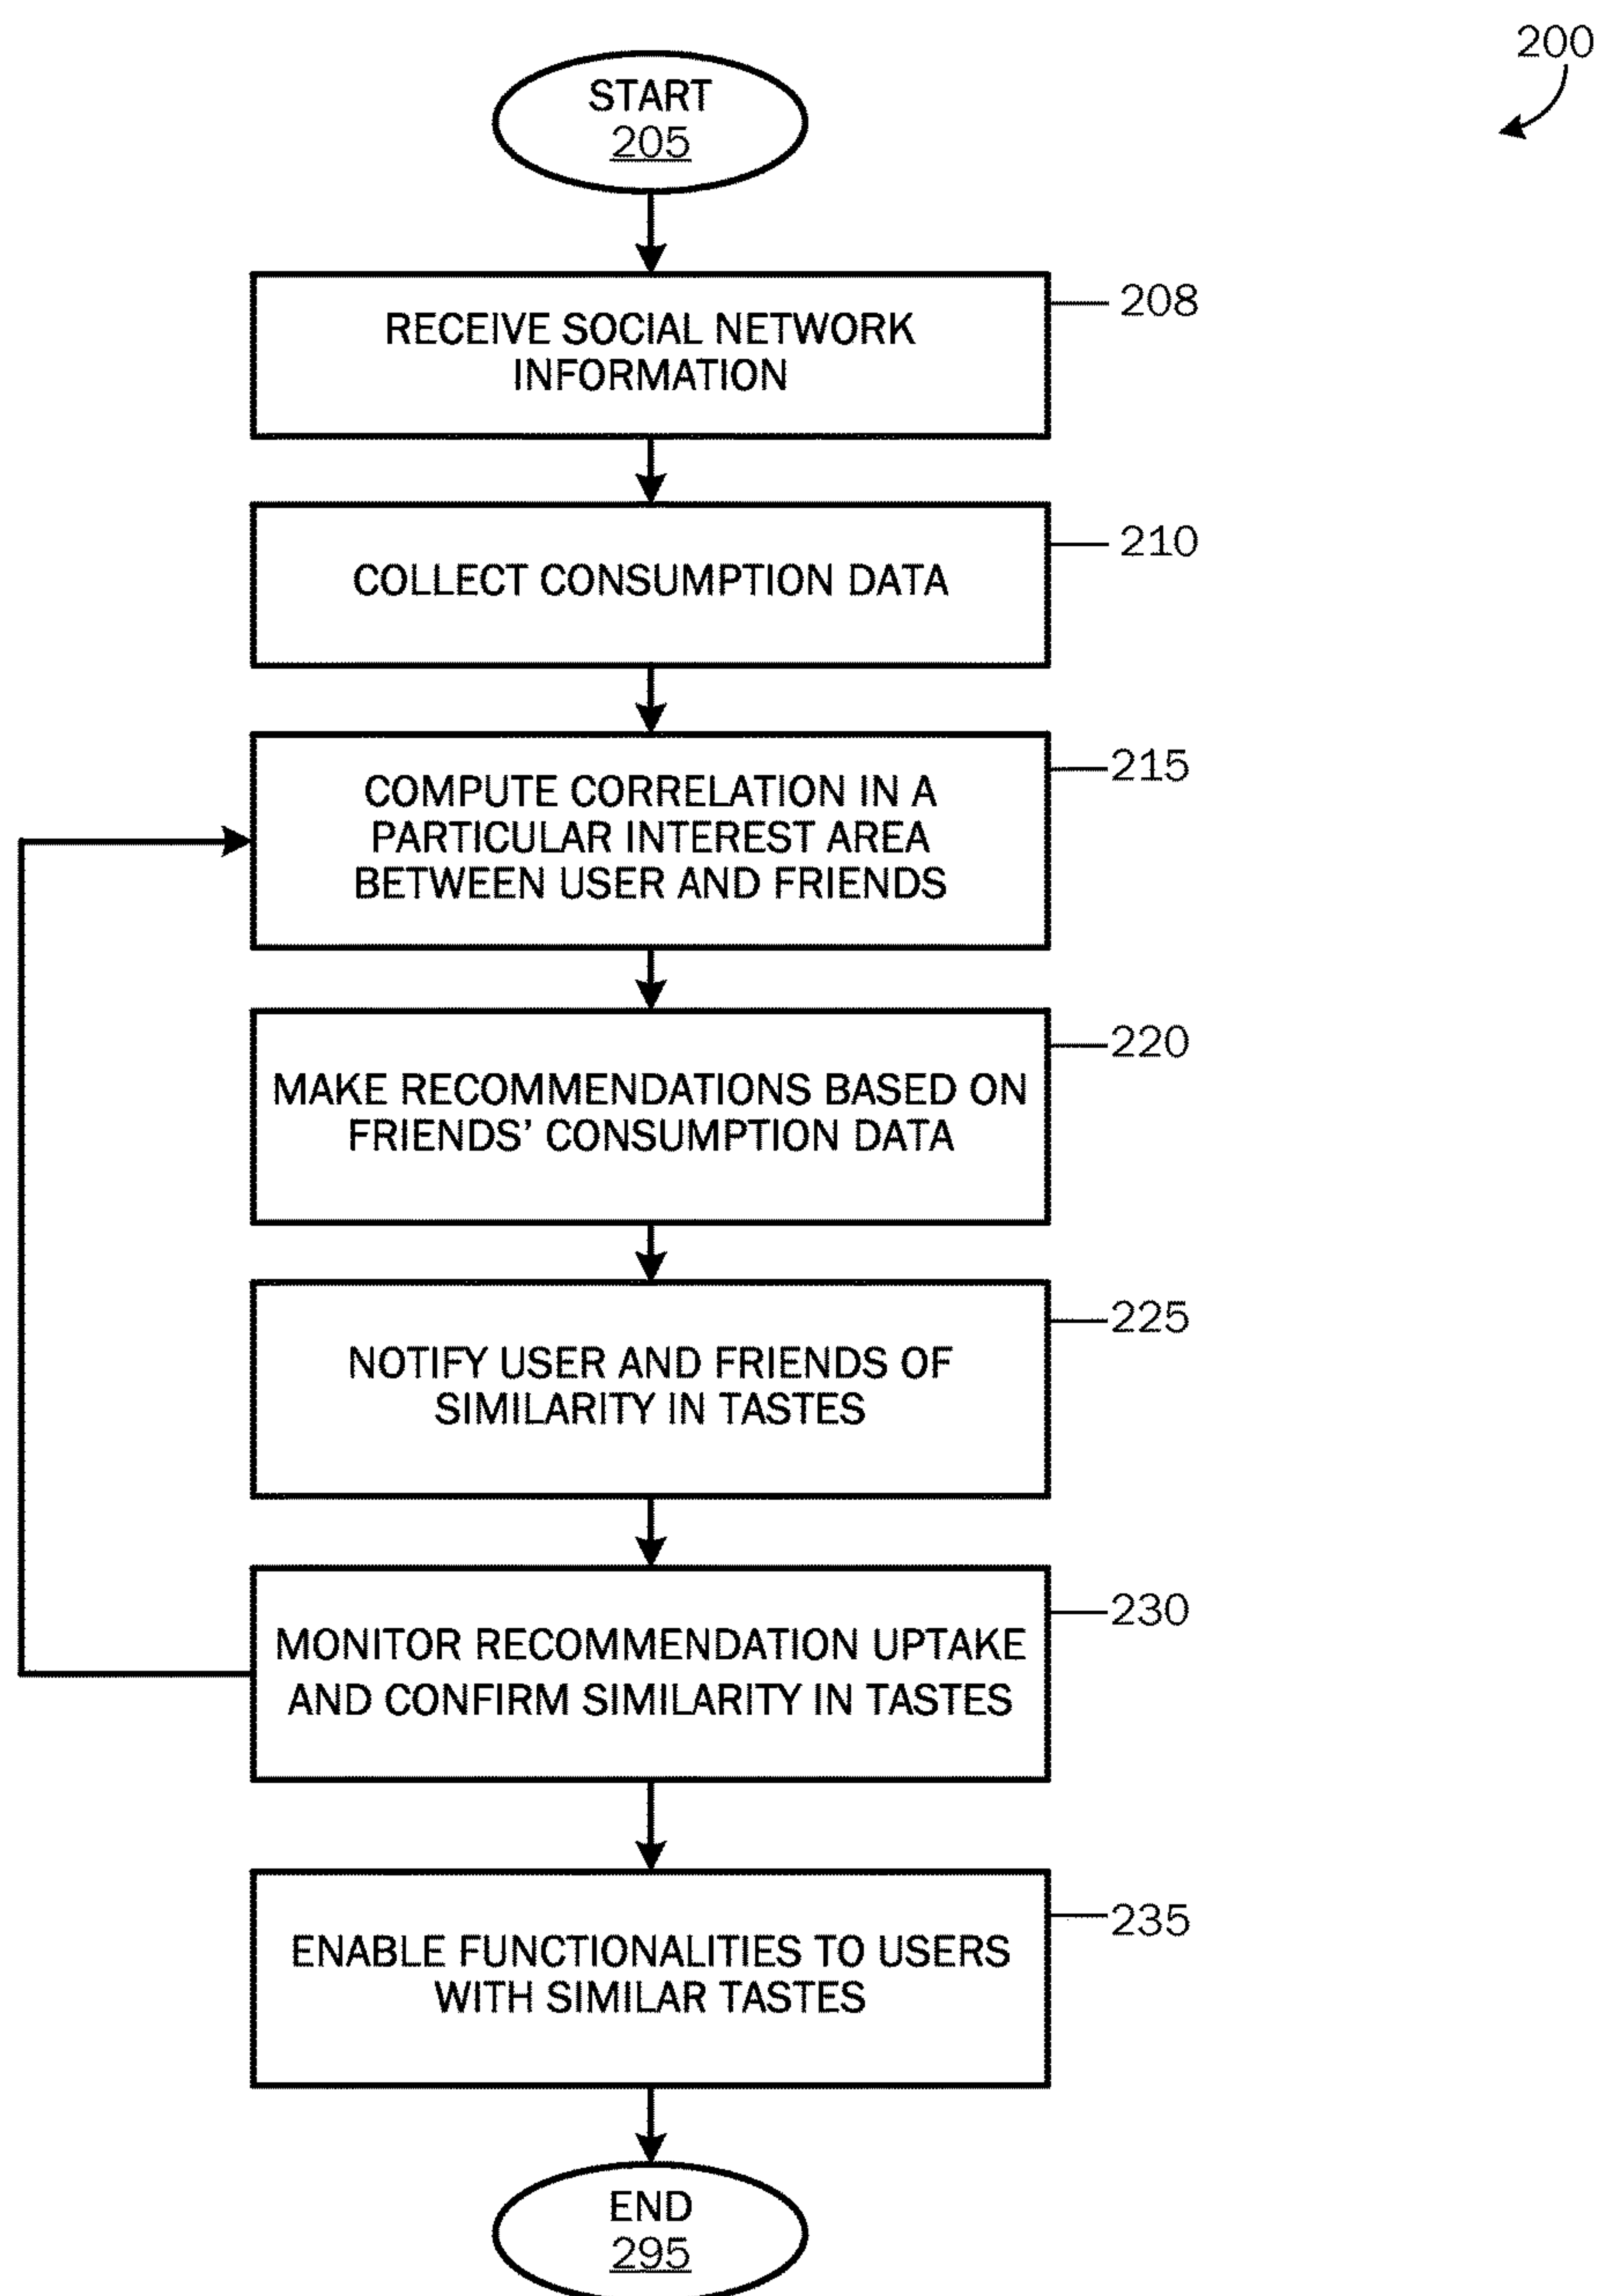 200
START
205
RECEIVE SOCIAL NETWORK
INFORMATION
208
COLLECT CONSUMPTION DATA
210
COMPUTE CORRELATION IN A
PARTICULAR INTEREST AREA
BETWEEN USER AND FRIENDS
215
MAKE RECOMMENDATIONS BASED ON
FRIENDS’ CONSUMPTION DATA
220
NOTIFY USER AND FRIENDS OF
SIMILARITY IN TASTES
225
MONITOR RECOMMENDATION UPTAKE
AND CONFIRM SIMILARITY IN TASTES
230
ENABLE FUNCTIONALITIES TO USERS
WITH SIMILAR TASTES
235
END
295